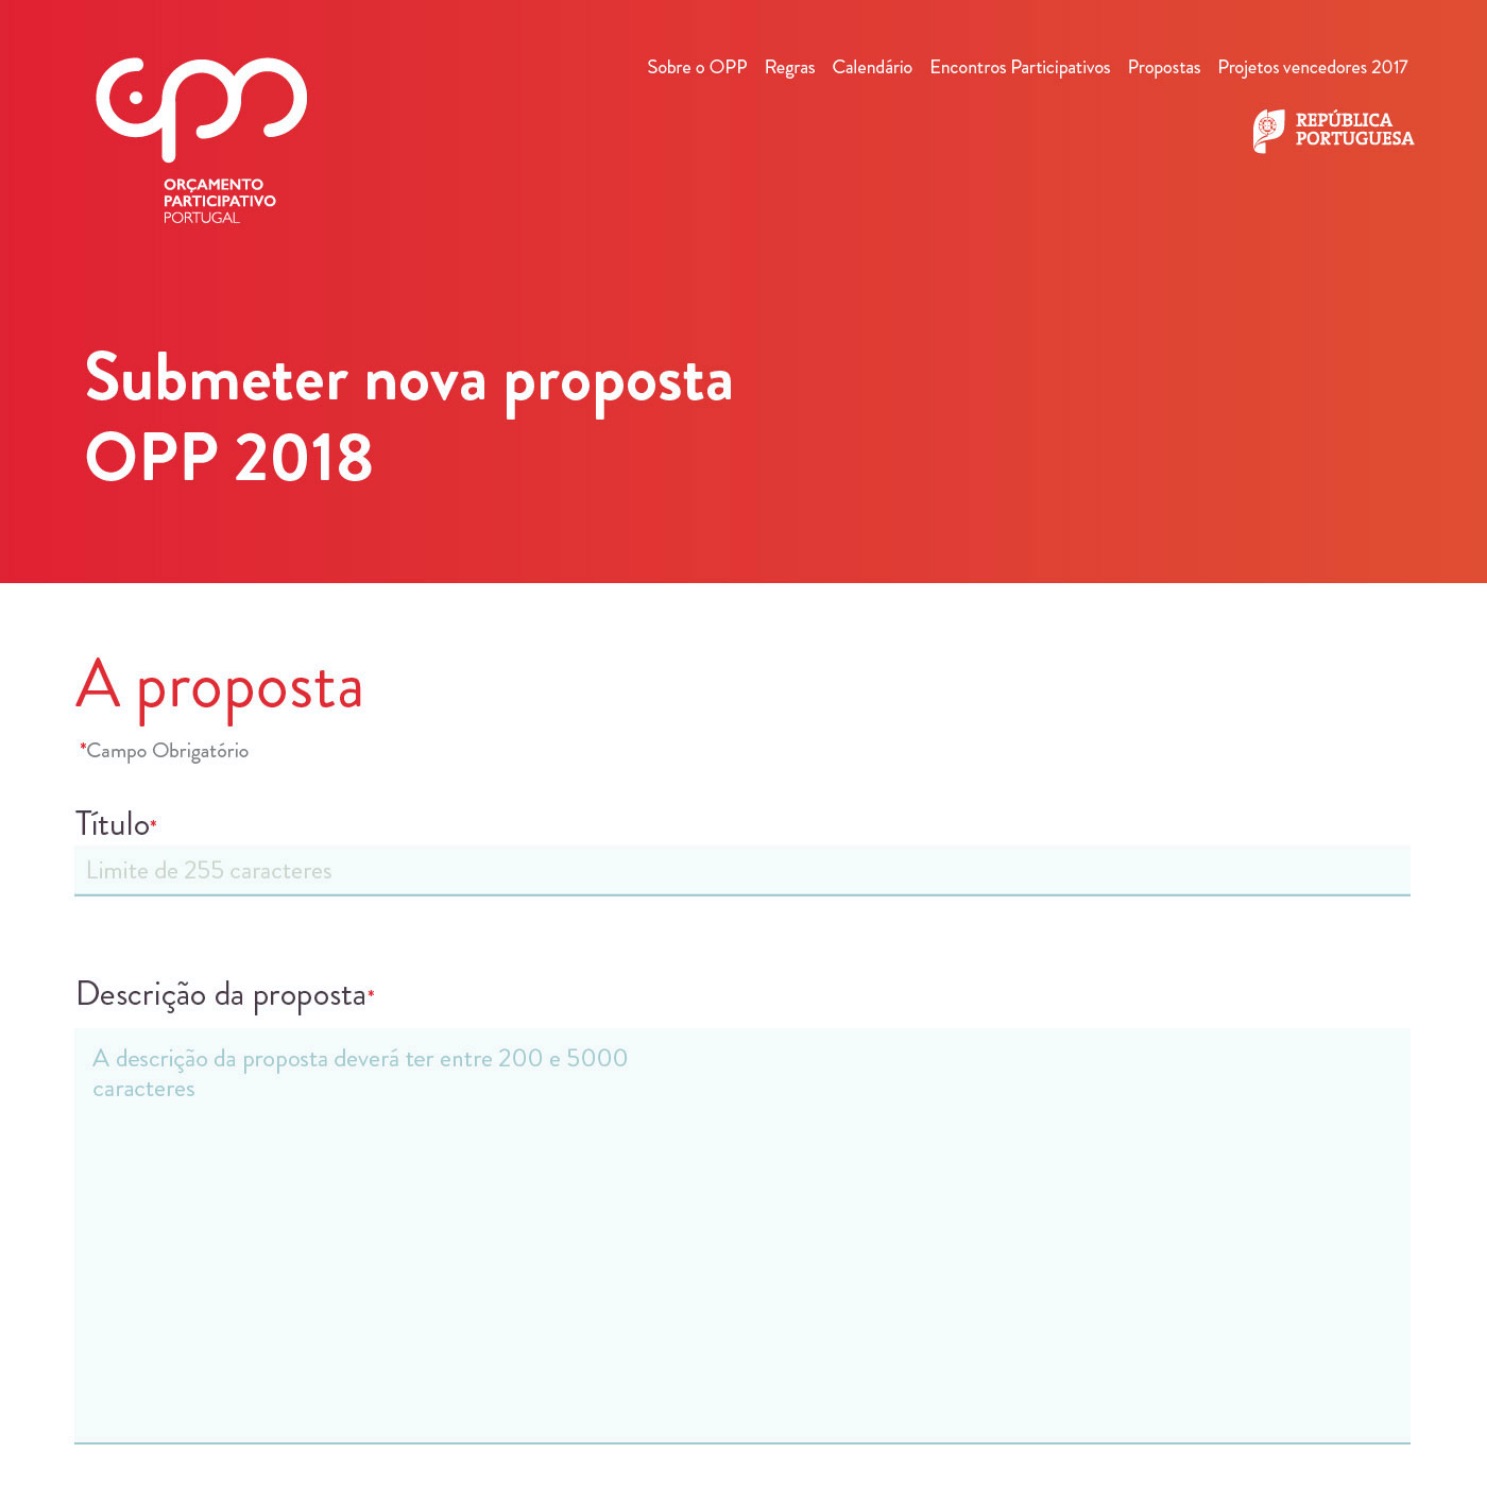 Sobre o OPP Regras Calendário Encontros Participativos Propostas Projetos vencedores 2017
REPÚBLICA
PORTUGUESA
opp
ORÇAMENTO
PARTICIPATIVO
PORTUGAL
Submeter nova proposta
OPP 2018
A proposta
*Campo Obrigatório
Título*
Limite de 255 caracteres
Descrição da proposta*
A descrição da proposta deverá ter entre 200 e 5000
caracteres